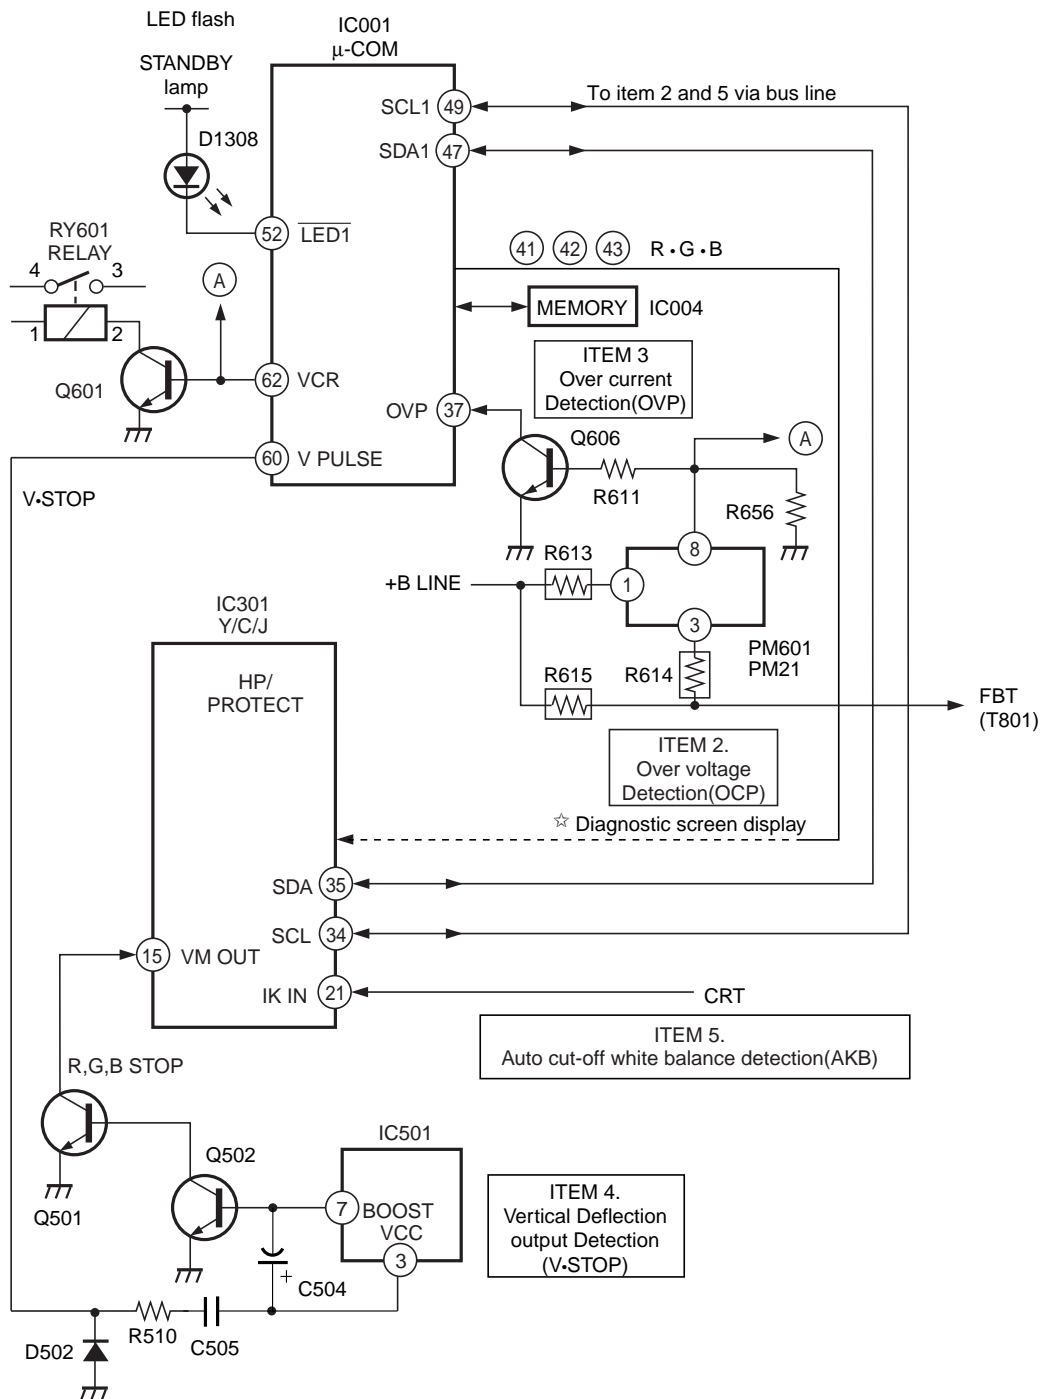 LED flash
IC001
μ-COM
STANDBY
lamp
D1308
SCL1
49
To item 2 and 5 via bus line
SDA1
47
52
LED1
RY601
RELAY
4
3
1
2
A
41
42
43
R•G•B
MEMORY
IC004
ITEM 3
Over current
Detection(OVP)
Q601
62
VCR
OVP
37
Q606
A
60
V PULSE
R611
R656
V•STOP
8
R613
+B LINE
1
3
IC301
Y/C/J
PM601
PM21
HP/
PROTECT
R615
R614
FBT
(T801)
ITEM 2.
Over voltage
Detection(OCP)
☆ Diagnostic screen display
SDA
35
SCL
34
15
VM OUT
IK IN
21
CRT
ITEM 5.
Auto cut-off white balance detection(AKB)
R,G,B STOP
IC501
Q502
Q501
7
BOOST
VCC
3
ITEM 4.
Vertical Deflection
output Detection
(V•STOP)
+
C504
R510
C505
D502